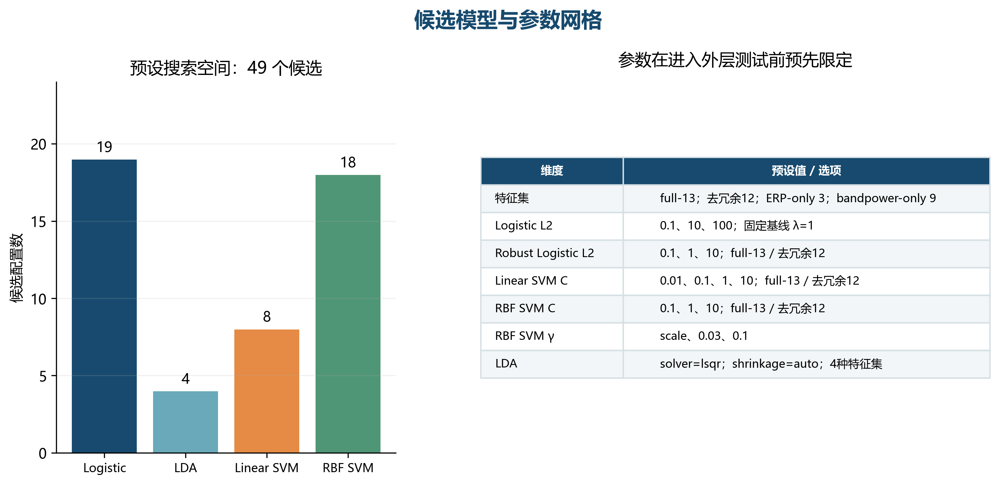 候选模型与参数网格
预设搜索空间：49 个候选
候选配置数
20
15
10
5
0
19
4
8
18
Logistic
LDA
Linear SVM
RBF SVM
参数在进入外层测试前预先限定
维度 预设值 / 选项
特征集 full-13；去冗余12；ERP-only 3；bandpower-only 9
Logistic L2 0.1、10、100；固定基线 λ=1
Robust Logistic L2 0.1、1、10；full-13 / 去冗余12
Linear SVM C 0.01、0.1、1、10；full-13 / 去冗余12
RBF SVM C 0.1、1、10；full-13 / 去冗余12
RBF SVM γ scale、0.03、0.1
LDA solver=lsqr；shrinkage=auto；4种特征集